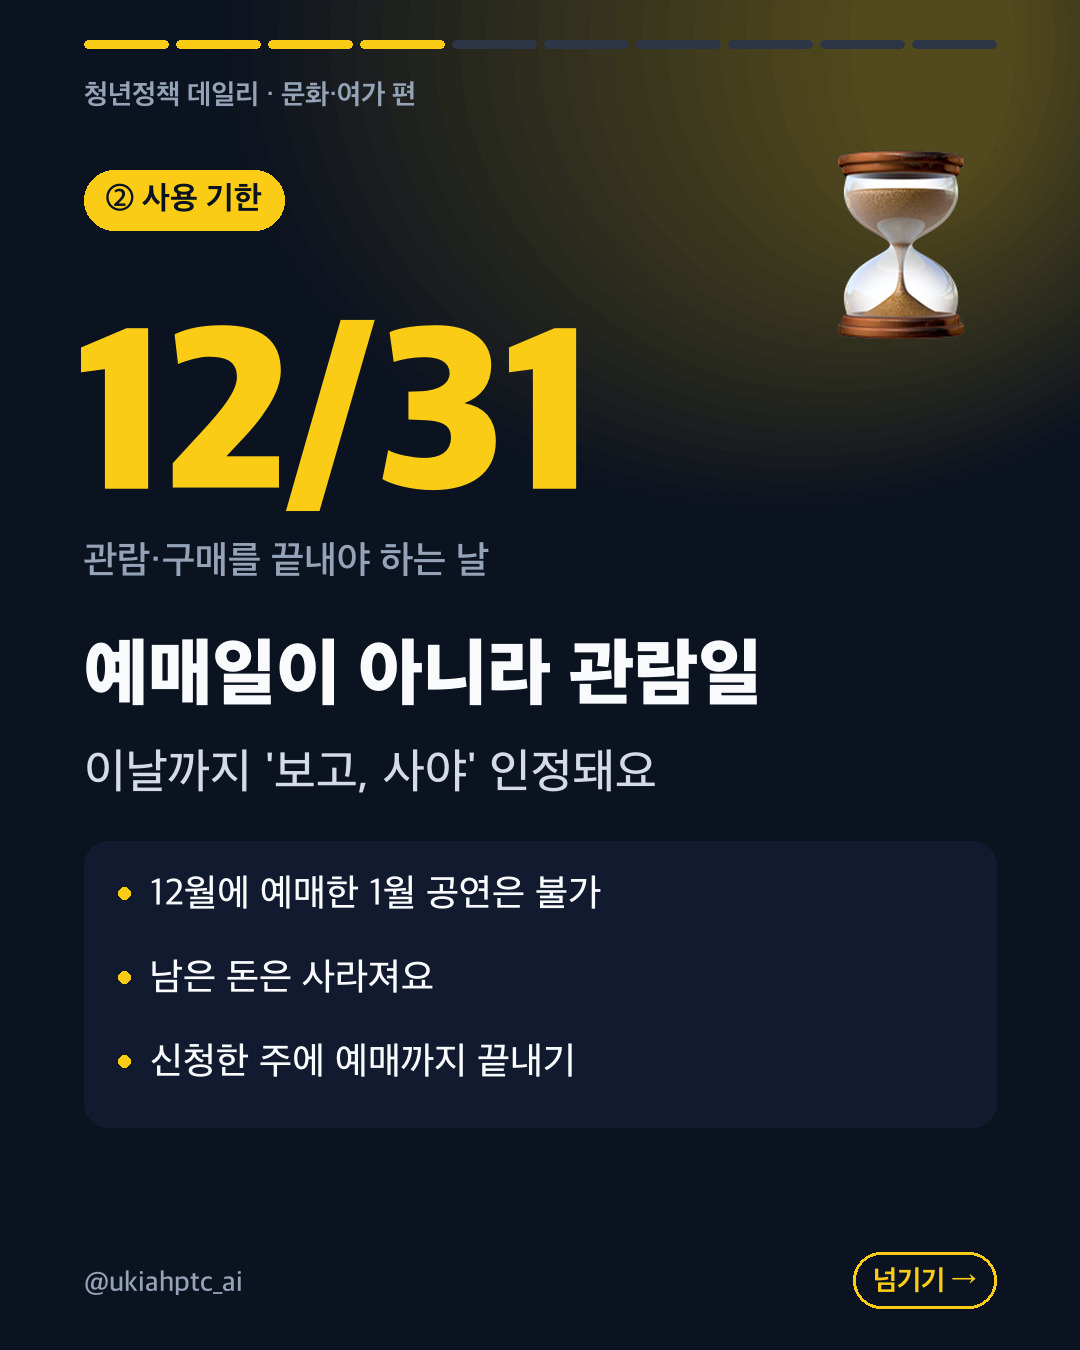 청년정책 데일리 · 문화·여가 편
② 사용 기한
12/31
관람·구매를 끝내야 하는 날
예매일이 아니라 관람일
이날까지 '보고, 사야' 인정돼요
• 12월에 예매한 1월 공연은 불가
• 남은 돈은 사라져요
• 신청한 주에 예매까지 끝내기
@ukiahptc_ai
넘기기 →